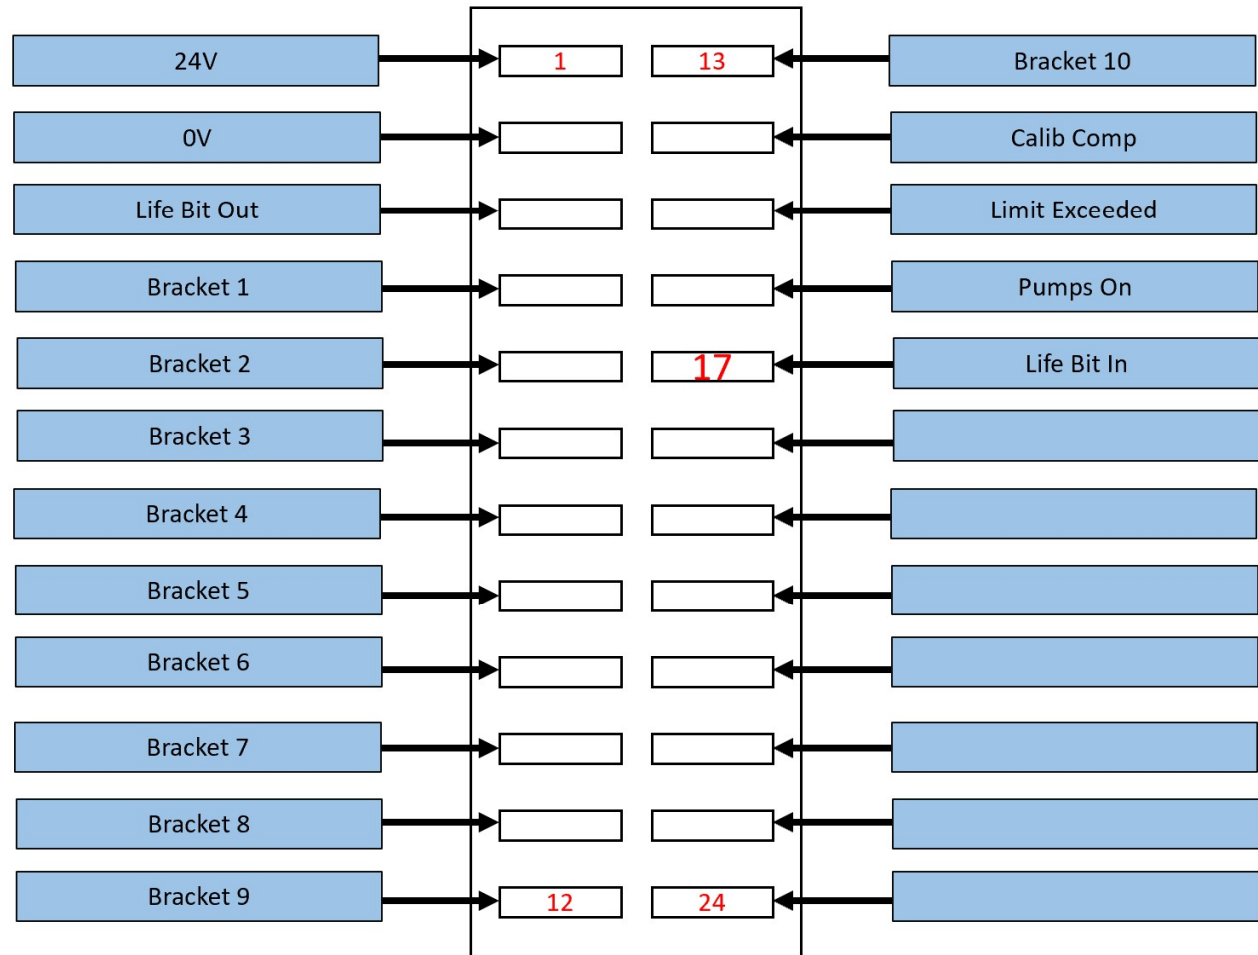 24V
1
13
Bracket 10
0V
Calib Comp
Life Bit Out
Limit Exceeded
Bracket 1
Pumps On
Bracket 2
17
Life Bit In
Bracket 3
Bracket 4
Bracket 5
Bracket 6
Bracket 7
Bracket 8
Bracket 9
12
24